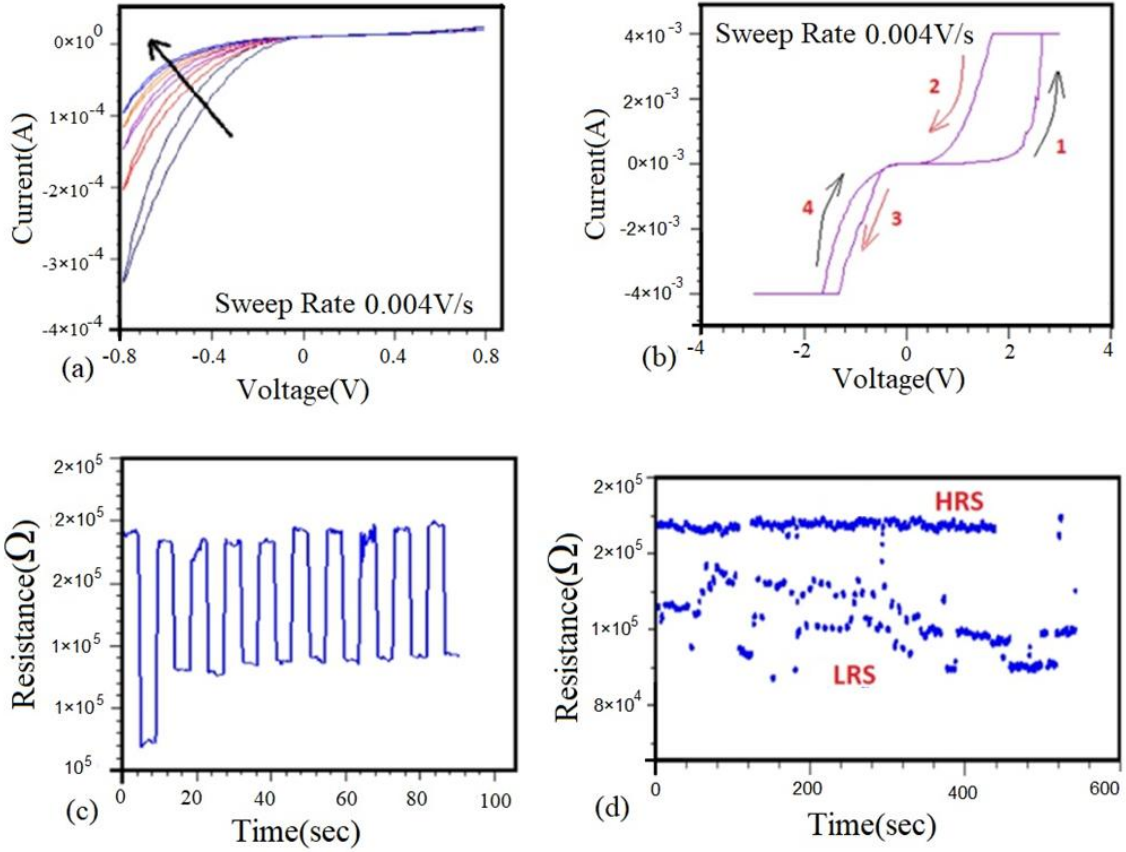 0×10⁰
1×10⁻⁴
-2×10⁻⁴
-3×10⁻⁴
-4×10⁻⁴
Current(A)
Sweep Rate 0.004V/s
-0.8 -0.4 0 0.4 0.8
(a)
Voltage(V)
4×10⁻³
2×10⁻³
0×10⁻³
-2×10⁻³
-4×10⁻³
Current(A)
Sweep Rate 0.004V/s
2
1
4
3
-4 -2 0 2 4
(b)
Voltage(V)
2×10⁵
2×10⁵
2×10⁵
1×10⁵
1×10⁵
10⁵
Resistance(Ω)
0 20 40 60 80 100
(c)
Time(sec)
2×10⁵
2×10⁵
1×10⁵
8×10⁴
Resistance(Ω)
HRS
LRS
0 200 400 600
(d)
Time(sec)